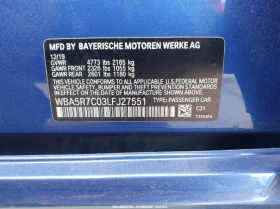 MFD BY BAYERISCHE MOTOREN WERKE AG
12/19
GVWR 4773 lbs 2165 kg
GAWR FRONT 2326 lbs 1055 kg
GAWR REAR 2601 lbs 1180 kg
WBA5R7C03LFJ27551 TYPE: PASSENGER CAR
THIS VEHICLE CONFORMS TO ALL APPLICABLE
FEDERAL MOTOR VEHICLE SAFETY, BUMPER,
AND THEFT PREVENTION STANDARDS IN
EFFECT ON THE DATE OF MANUFACTURE
SHOWN ABOVE.
C31